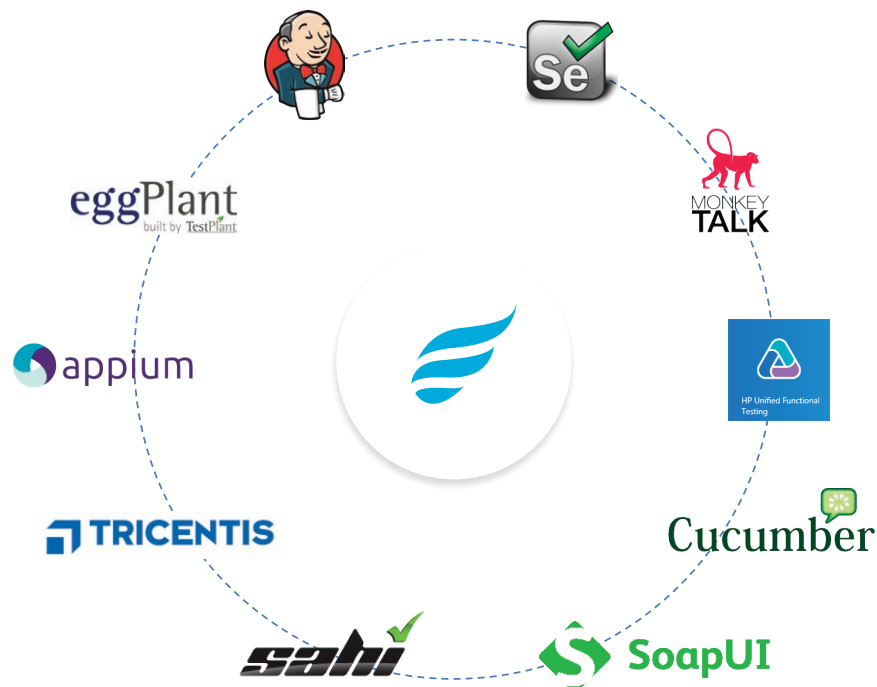 Se
MONKEY
TALK
eggPlant
built by TestPlant
appium
HP Unified Functional
Testing
TRICENTIS
Cucumber
sahi
SoapUI